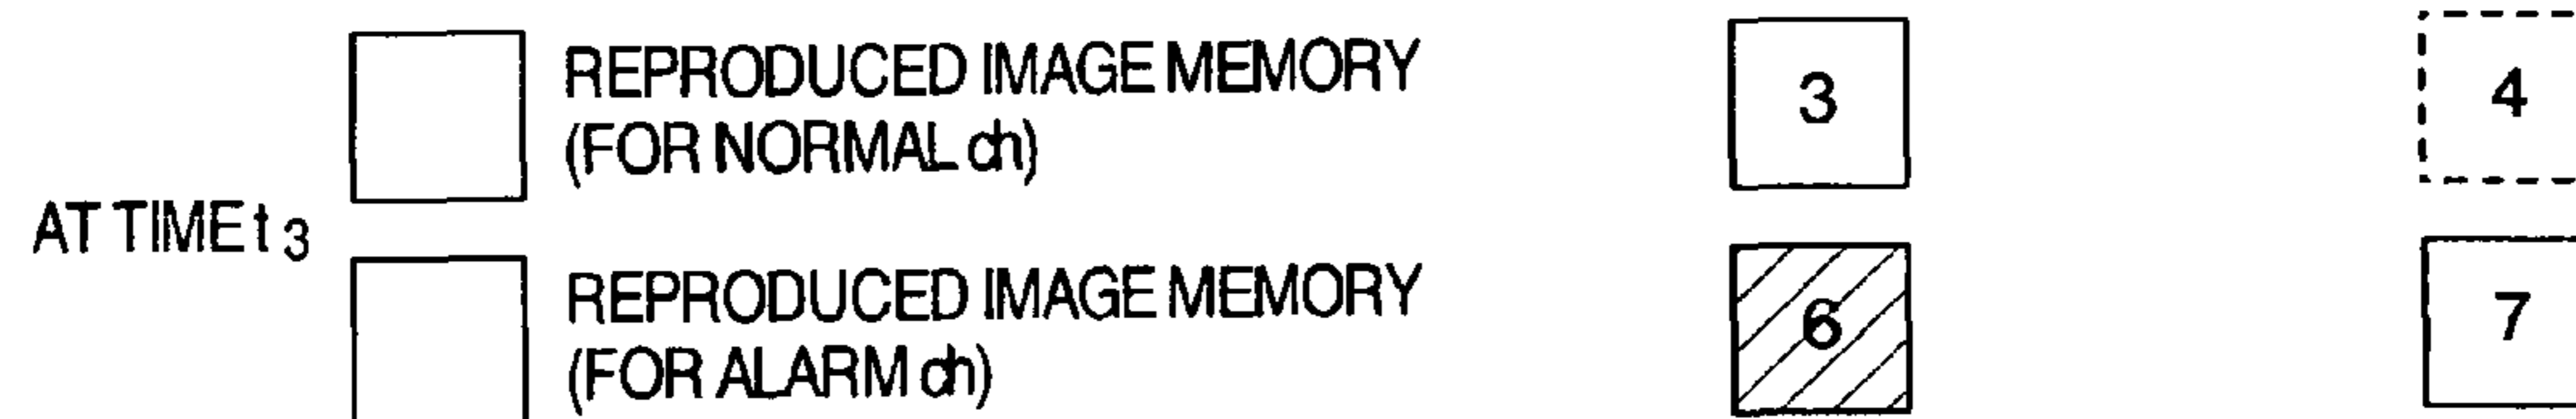 REPRODUCED IMAGE MEMORY
(FOR NORMAL ch)
3
4
AT TIME t3
REPRODUCED IMAGE MEMORY
(FOR ALARM ch)
6
7